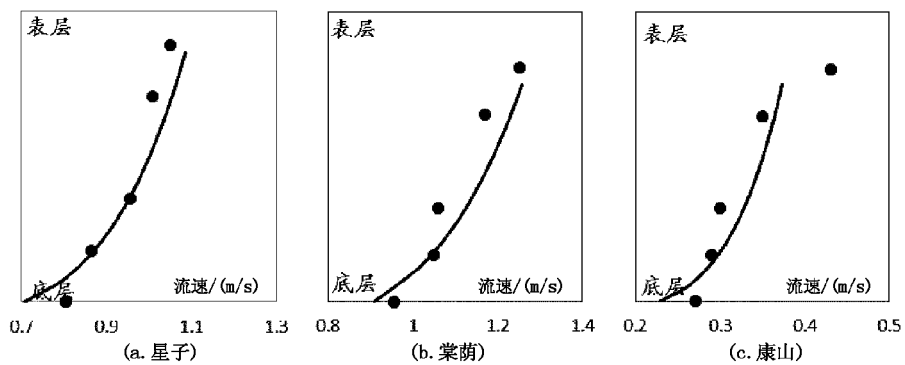 表层
底层
流速/(m/s)
0.7 0.9 1.1 1.3
(a.星子)
表层
底层
流速/(m/s)
0.8 1 1.2 1.4
(b.棠荫)
表层
底层
流速/(m/s)
0.2 0.3 0.4 0.5
(c.康山)